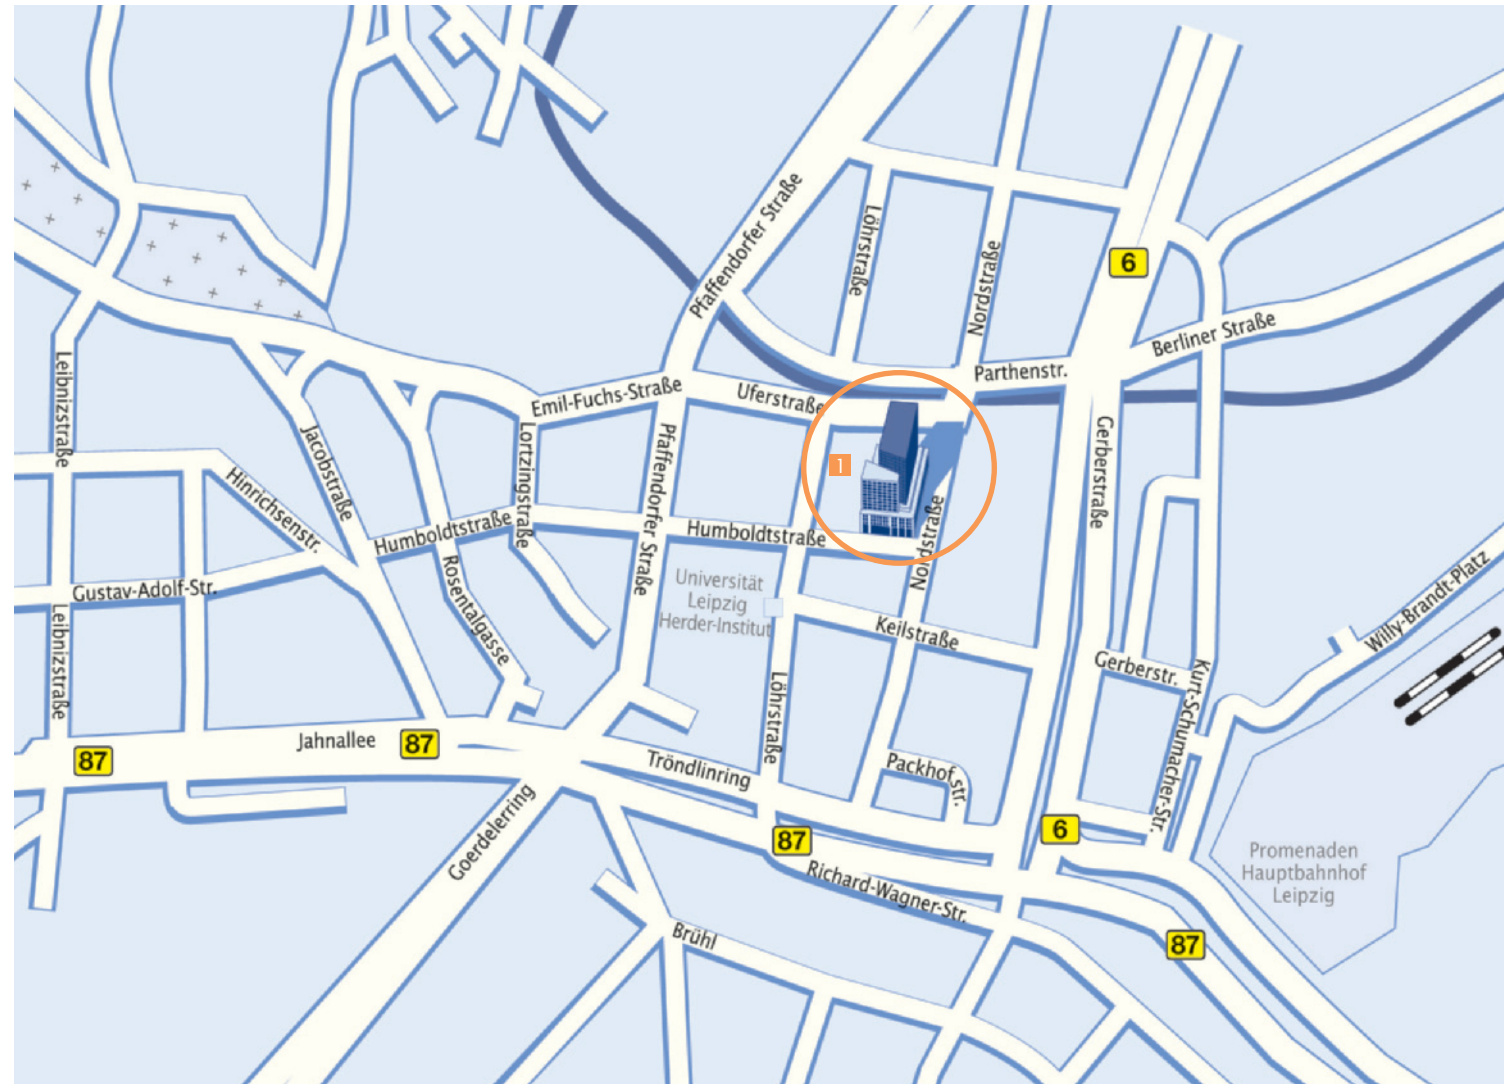 Pfaffendorfer Straße
Löhrstraße
Nordstraße
6
Berliner Straße
Parthenstr.
Leibnizstraße
Emil-Fuchs-Straße
Uferstraße
Jacobstraße
Lortzingstraße
Pfaffendorfer Straße
Gerberstraße
1
Hinrichsenstr.
Humboldtstraße
Humboldtstraße
Nordstraße
Gustav-Adolf-Str.
Rosentalgasse
Universität
Leipzig
Herder-Institut
Keilstraße
Willy-Brandt-Platz
Leibnizstraße
Gerberstr.
Kurt-Schumacher-Str.
Löhrstraße
Jahnallee
87
87
Tröndlinring
Packhofstr.
Goerdelerring
87
6
Richard-Wagner-Str.
Promenaden
Hauptbahnhof
Leipzig
Brühl
87